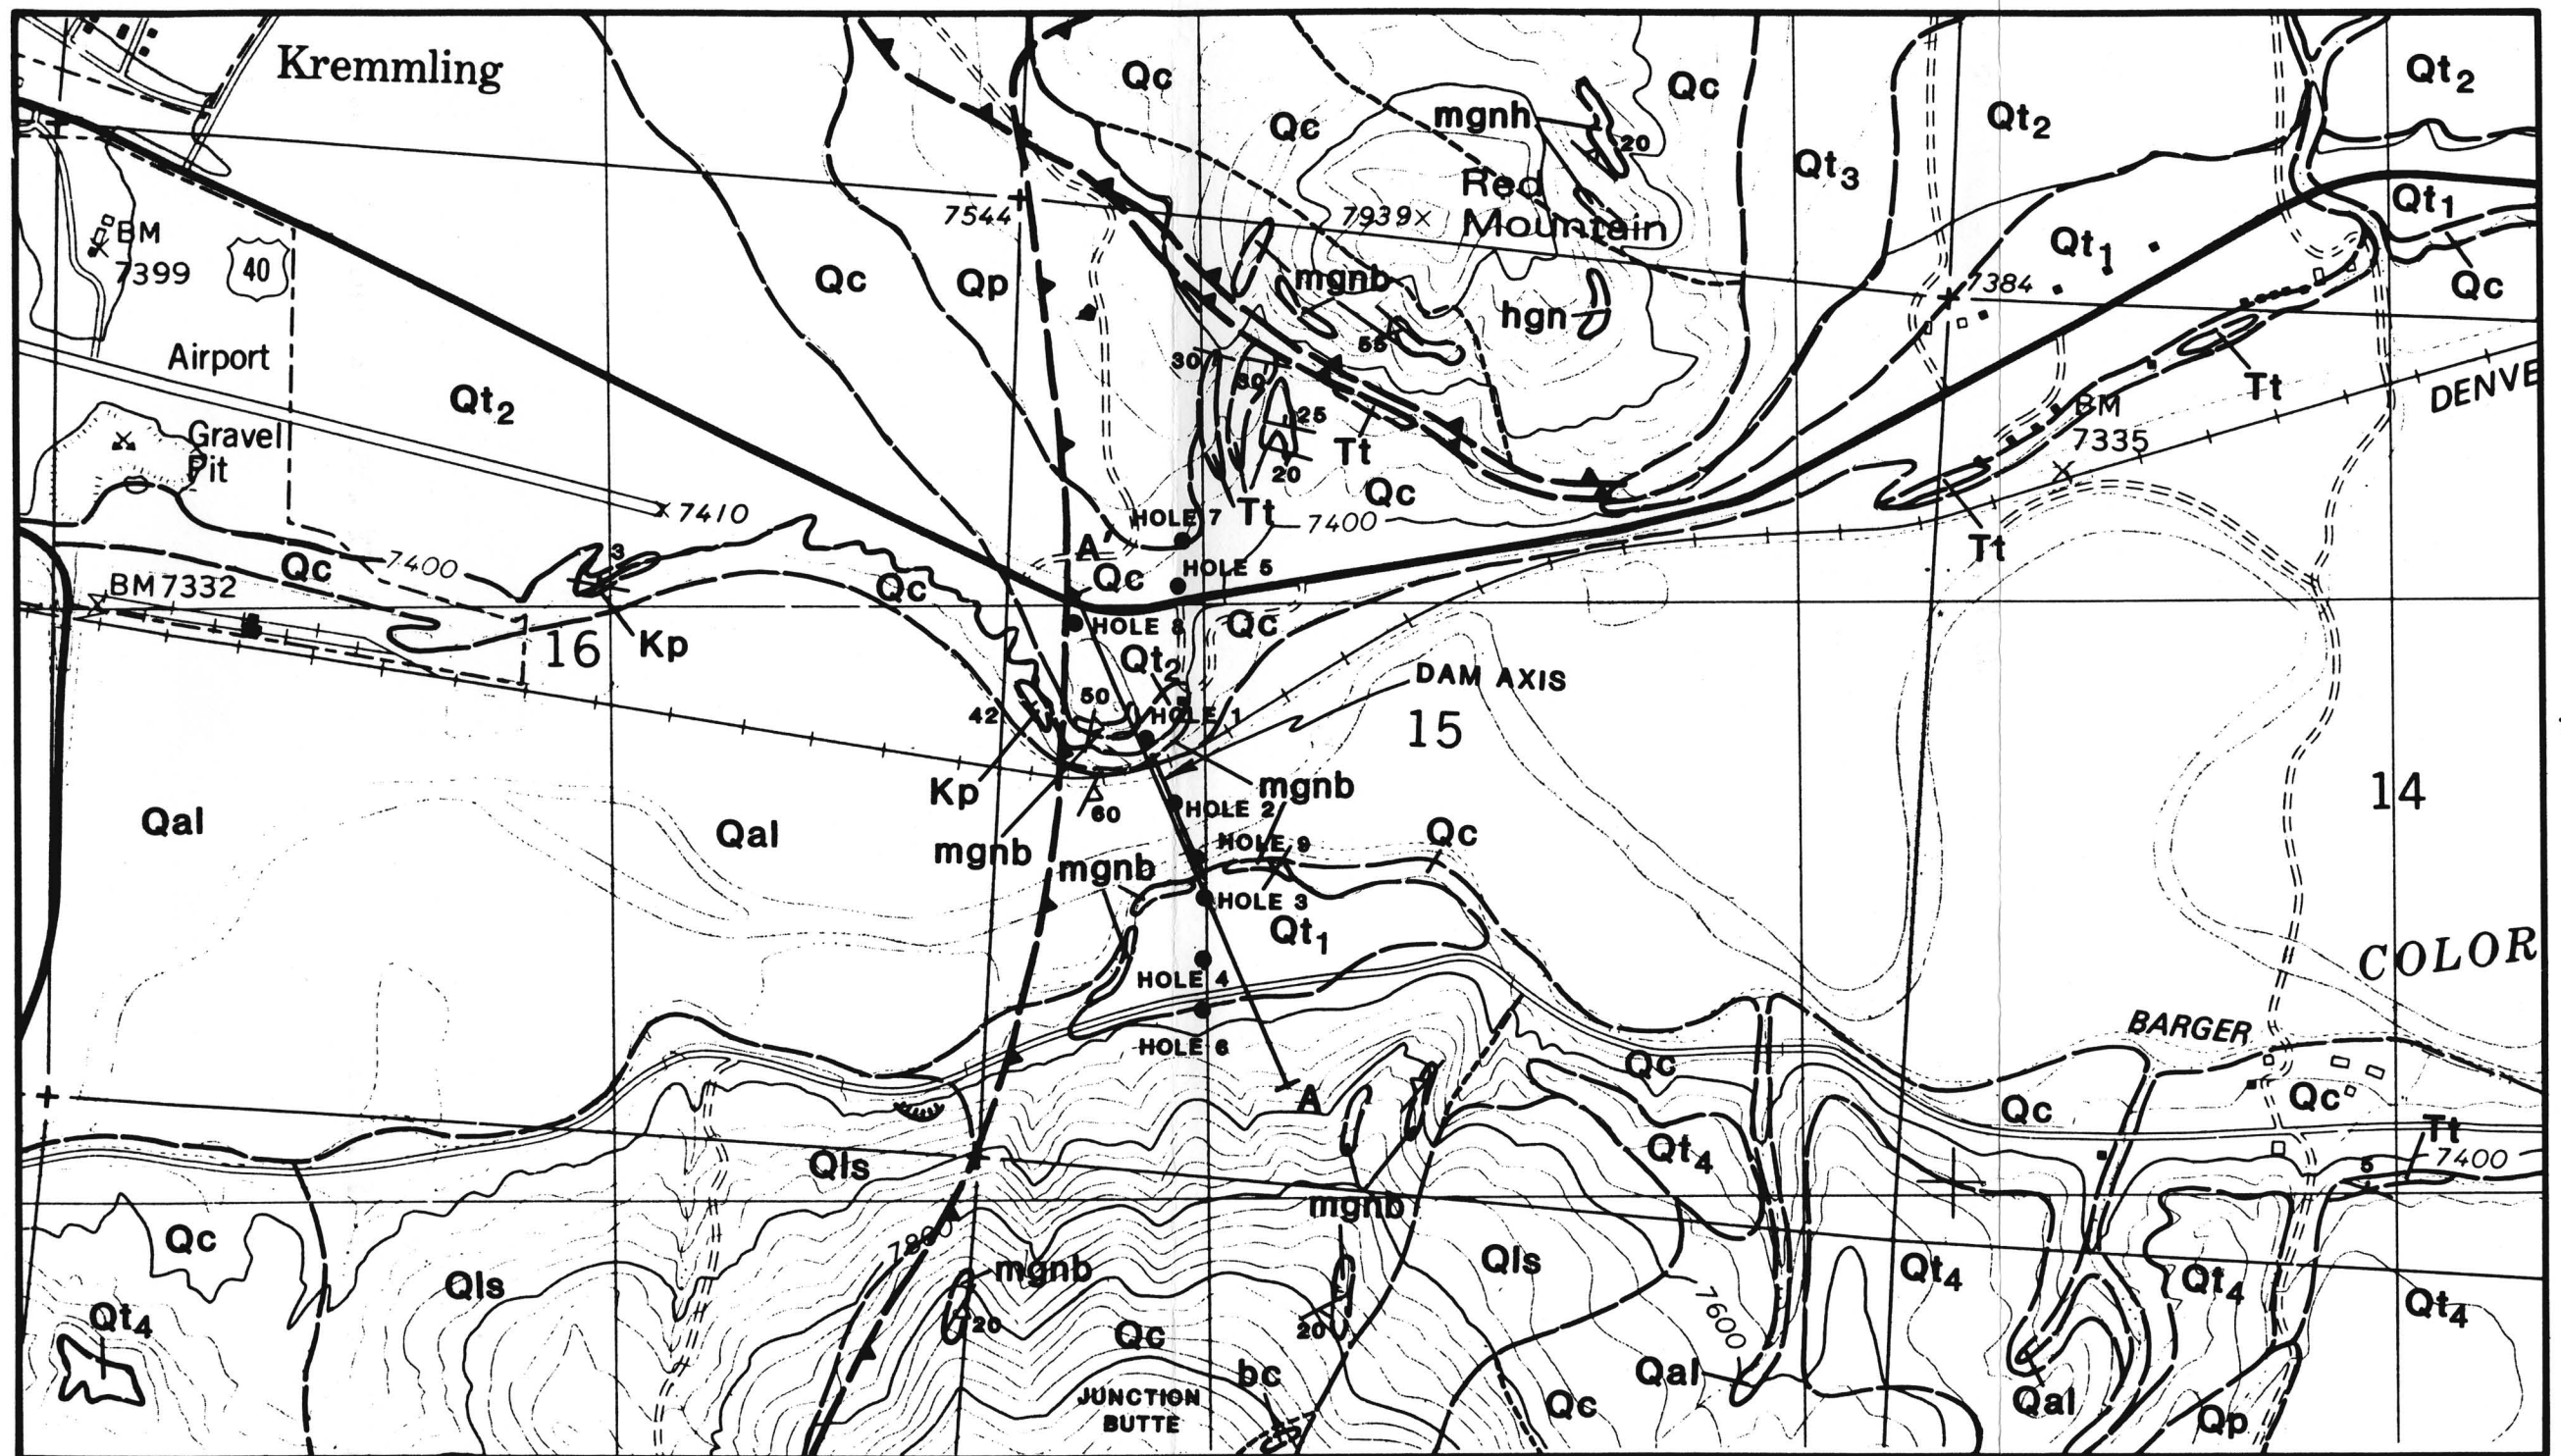 Kremmling
Qc
Qc
Qc
Qt2
Qt2
mgnh
20
Qt3
Red
Mountain
7939×
7544
Qt1
Qt1
BM
7399
40
Qc
Qp
mgnb
hgn
7384
Qc
Airport
Qt2
30
30
55
25
20
Tt
Tt
BM
7335
DENVE
Gravel
Pit
×7410
Qc
HOLE 7
Tt
7400
Tt
A'
Qc
HOLE 5
Qc
7400
3
Qc
BM 7332
16
Kp
HOLE 8
Qc
Qt2
50
42
HOLE 1
DAM AXIS
15
14
Kp
60
mgnb
HOLE 2
Qal
Qal
mgnb
mgnb
HOLE 9
Qc
HOLE 3
Qt1
HOLE 4
COLOR
HOLE 6
BARGER
A
Qc
Qc
Qc
Qls
Qt4
Tt
5
7400
mgnb
Qc
7800
Qls
mgnb
Qls
Qt4
Qt4
Qt4
Qt4
20
Qc
20
7600
bc
Qal
Qal
JUNCTION
BUTTE
Qc
Qp